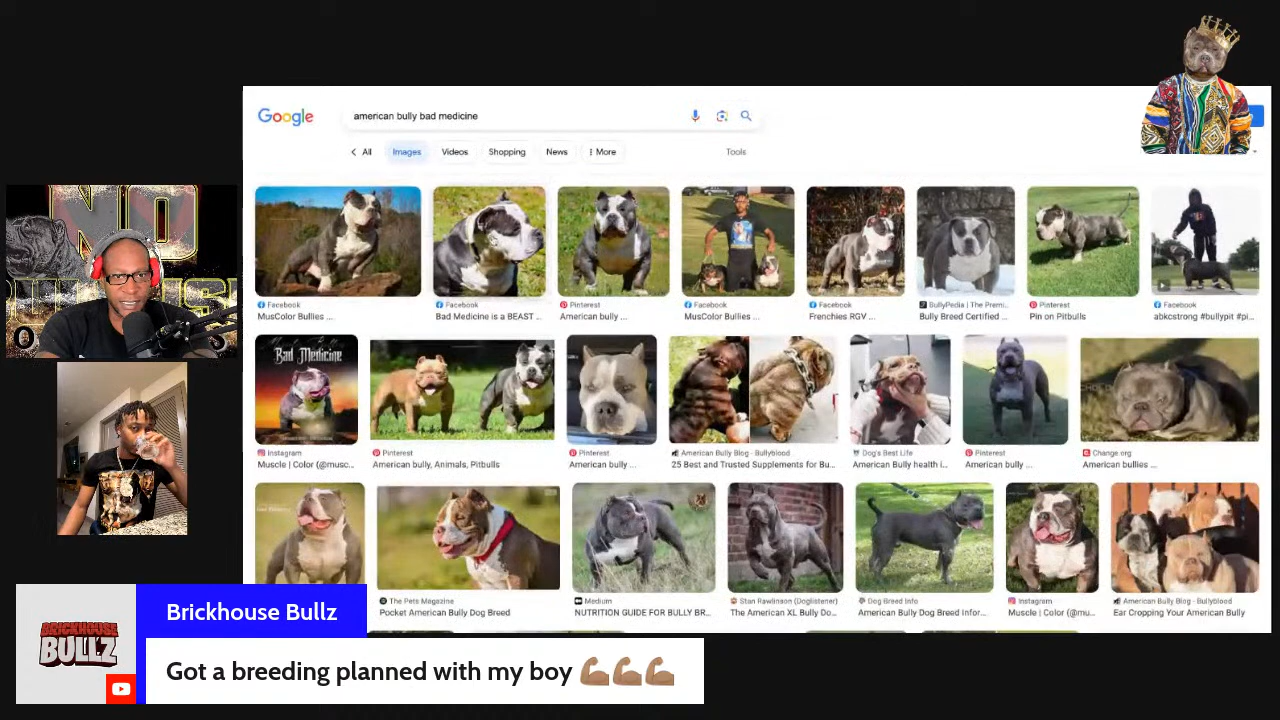 Google
american bully bad medicine
All
Images
Videos
Shopping
News
More
Tools
NO
Facebook
MusColor Bullies ...
Facebook
Bad Medicine is a BEAST ...
Pinterest
American bully ...
Facebook
MusColor Bullies ...
Facebook
Frenchies RGV ...
BullyPedia | The Prem...
Bully Breed Certified ...
Pinterest
Pin on Pitbulls
Facebook
abkcstrong #bullypit #pi...
Bad Medicine
Instagram
Muscle | Color (@musc...
Pinterest
American bully, Animals, Pitbulls
Pinterest
American bully ...
American Bully Blog - Bullyblood
25 Best and Trusted Supplements for Bu...
Dog's Best Life
American Bully health i...
Pinterest
American bully ...
Change.org
American bullies ...
The Pets Magazine
Pocket American Bully Dog Breed
Medium
NUTRITION GUIDE FOR BULLY BR...
Stan Rawlinson (Doglistener)
The American XL Bully Do...
Dog Breed Info
American Bully Dog Breed Infor...
Instagram
Muscle | Color (@mu...
American Bully Blog - Bullyblood
Ear Cropping Your American Bully
BRICKHOUSE
BULLZ
Brickhouse Bullz
Got a breeding planned with my boy 💪🏽💪🏽💪🏽